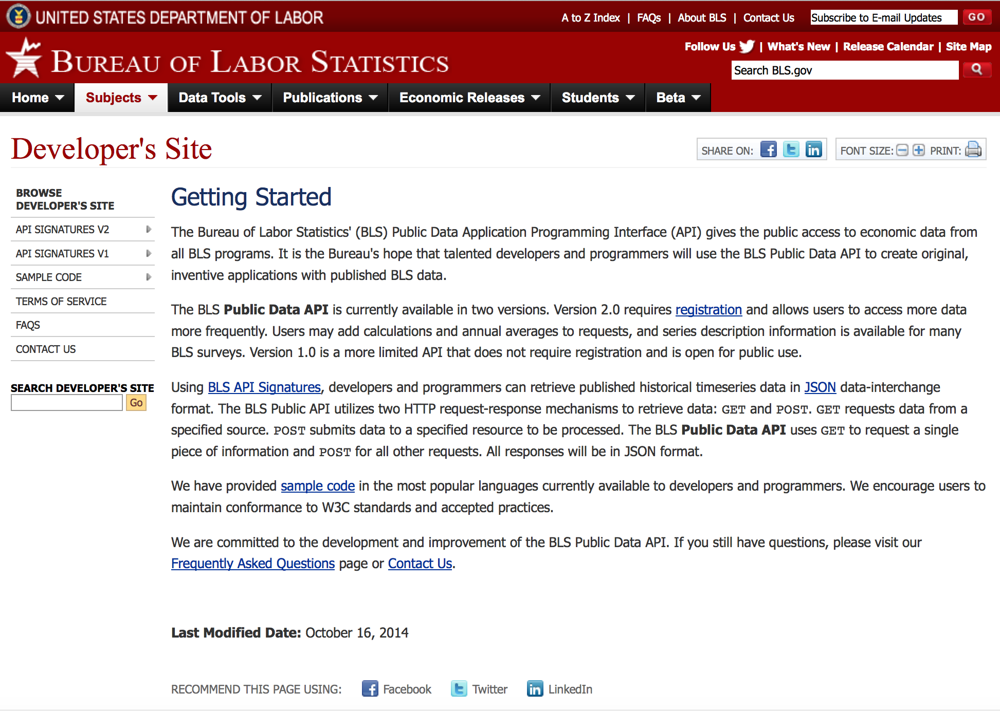 UNITED STATES DEPARTMENT OF LABOR
A to Z Index | FAQs | About BLS | Contact Us
Subscribe to E-mail Updates GO
Follow Us | What's New | Release Calendar | Site Map
BUREAU OF LABOR STATISTICS
Search BLS.gov
Home Subjects Data Tools Publications Economic Releases Students Beta
Developer's Site
SHARE ON: FONT SIZE: PRINT:
BROWSE
DEVELOPER'S SITE
API SIGNATURES V2
API SIGNATURES V1
SAMPLE CODE
TERMS OF SERVICE
FAQS
CONTACT US
SEARCH DEVELOPER'S SITE
Go
Getting Started
The Bureau of Labor Statistics' (BLS) Public Data Application Programming Interface (API) gives the public access to economic data from
all BLS programs. It is the Bureau's hope that talented developers and programmers will use the BLS Public Data API to create original,
inventive applications with published BLS data.
The BLS Public Data API is currently available in two versions. Version 2.0 requires registration and allows users to access more data
more frequently. Users may add calculations and annual averages to requests, and series description information is available for many
BLS surveys. Version 1.0 is a more limited API that does not require registration and is open for public use.
Using BLS API Signatures, developers and programmers can retrieve published historical timeseries data in JSON data-interchange
format. The BLS Public API utilizes two HTTP request-response mechanisms to retrieve data: GET and POST. GET requests data from a
specified source. POST submits data to a specified resource to be processed. The BLS Public Data API uses GET to request a single
piece of information and POST for all other requests. All responses will be in JSON format.
We have provided sample code in the most popular languages currently available to developers and programmers. We encourage users to
maintain conformance to W3C standards and accepted practices.
We are committed to the development and improvement of the BLS Public Data API. If you still have questions, please visit our
Frequently Asked Questions page or Contact Us.
Last Modified Date: October 16, 2014
RECOMMEND THIS PAGE USING: Facebook Twitter LinkedIn